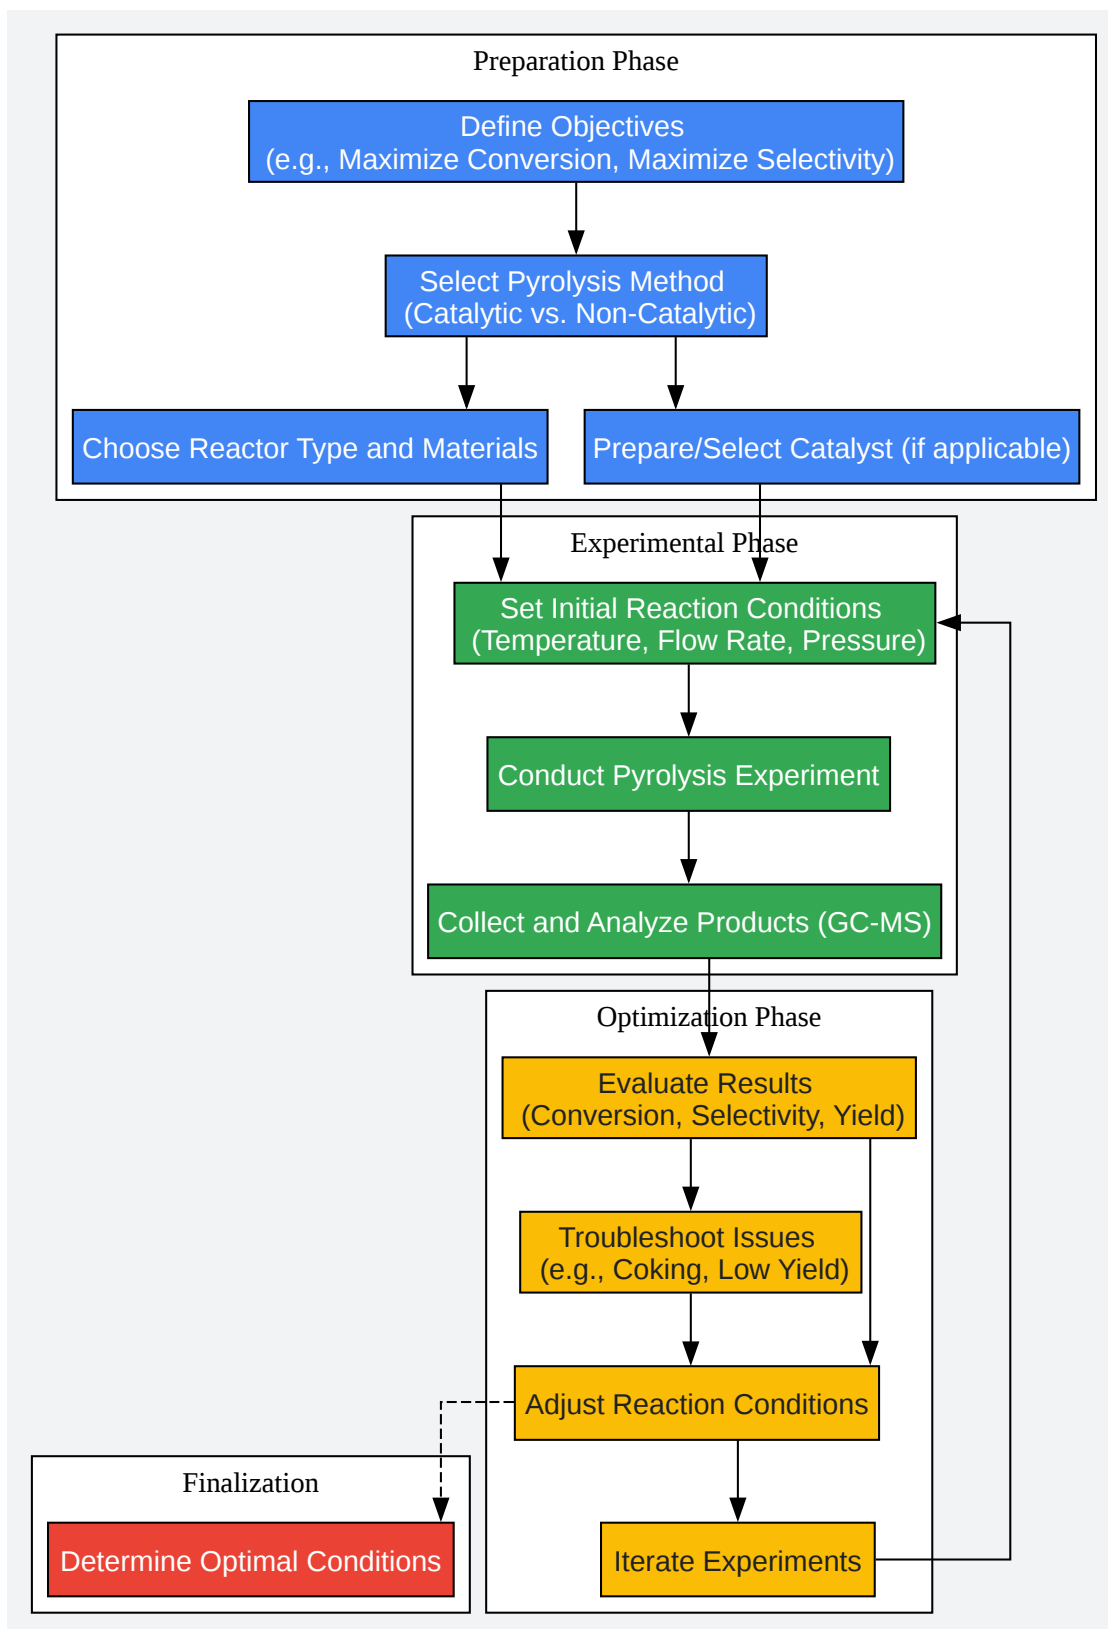 Preparation Phase
Define Objectives
(e.g., Maximize Conversion, Maximize Selectivity)
Select Pyrolysis Method
(Catalytic vs. Non-Catalytic)
Choose Reactor Type and Materials
Prepare/Select Catalyst (if applicable)
Experimental Phase
Set Initial Reaction Conditions
(Temperature, Flow Rate, Pressure)
Conduct Pyrolysis Experiment
Collect and Analyze Products (GC-MS)
Optimization Phase
Evaluate Results
(Conversion, Selectivity, Yield)
Troubleshoot Issues
(e.g., Coking, Low Yield)
Adjust Reaction Conditions
Iterate Experiments
Finalization
Determine Optimal Conditions